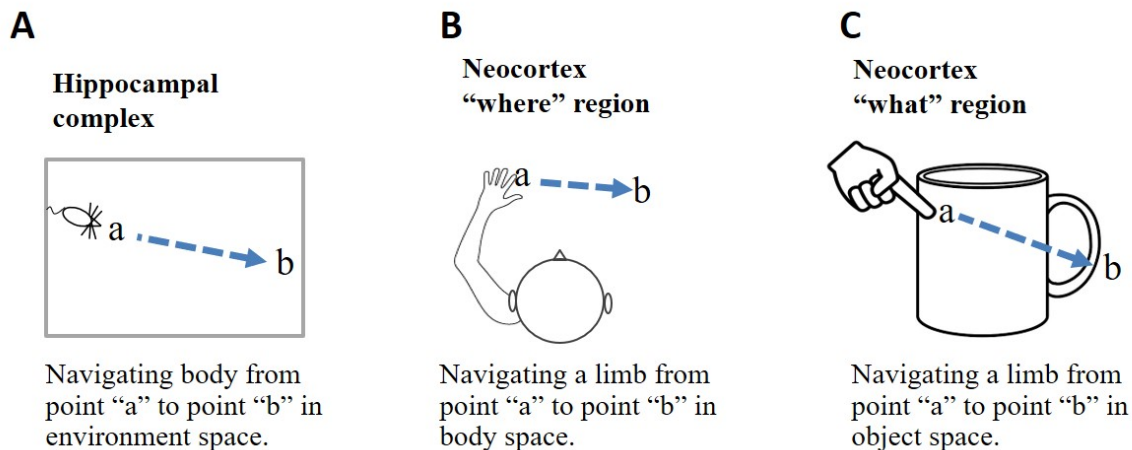 A
Hippocampal
complex
a
b
Navigating body from
point “a” to point “b” in
environment space.
B
Neocortex
“where” region
a
b
Navigating a limb from
point “a” to point “b” in
body space.
C
Neocortex
“what” region
a
b
Navigating a limb from
point “a” to point “b” in
object space.